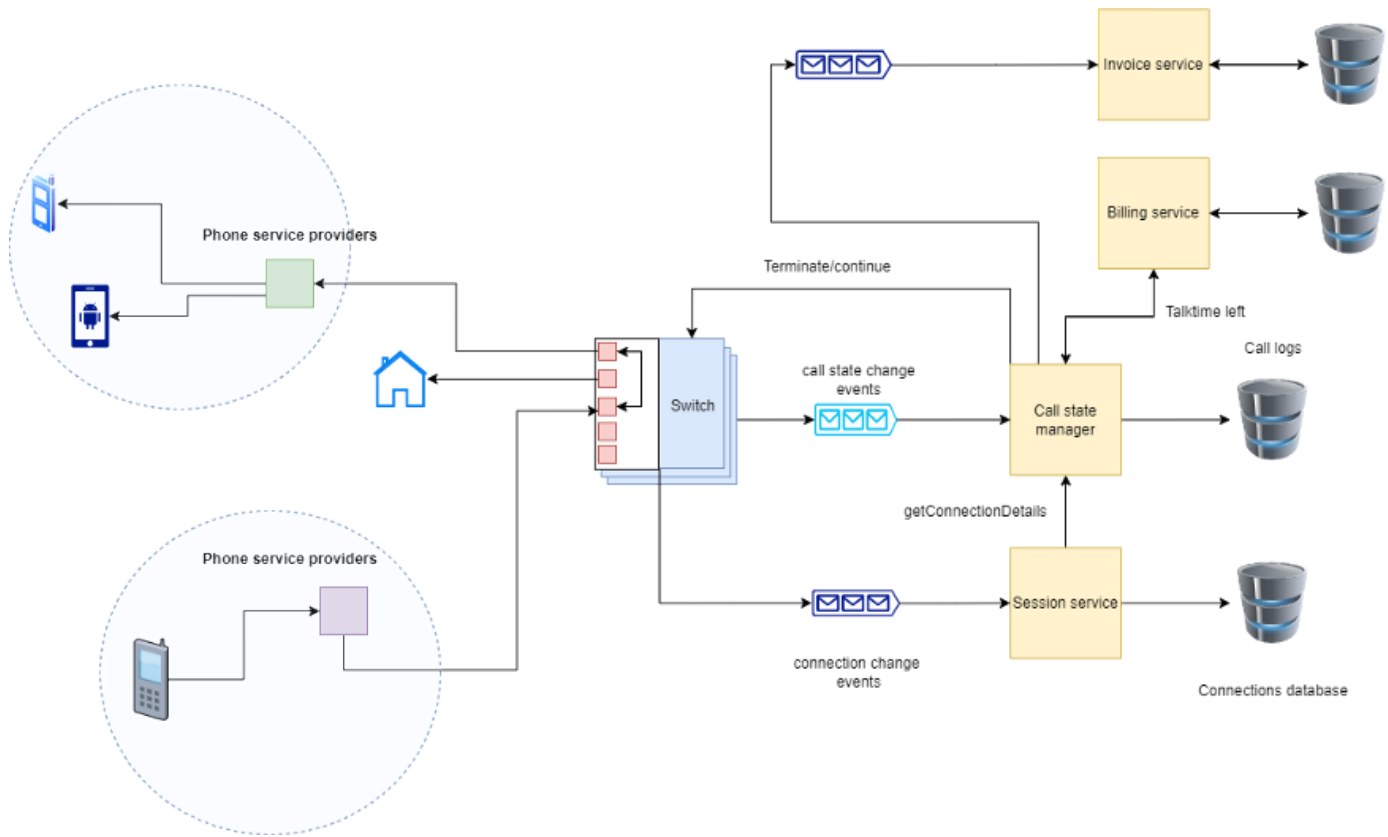 Invoice service
Phone service providers
Billing service
Terminate/continue
Talktime left
Call logs
call state change
events
Switch
Call state
manager
getConnectionDetails
Phone service providers
Session service
connection change
events
Connections database